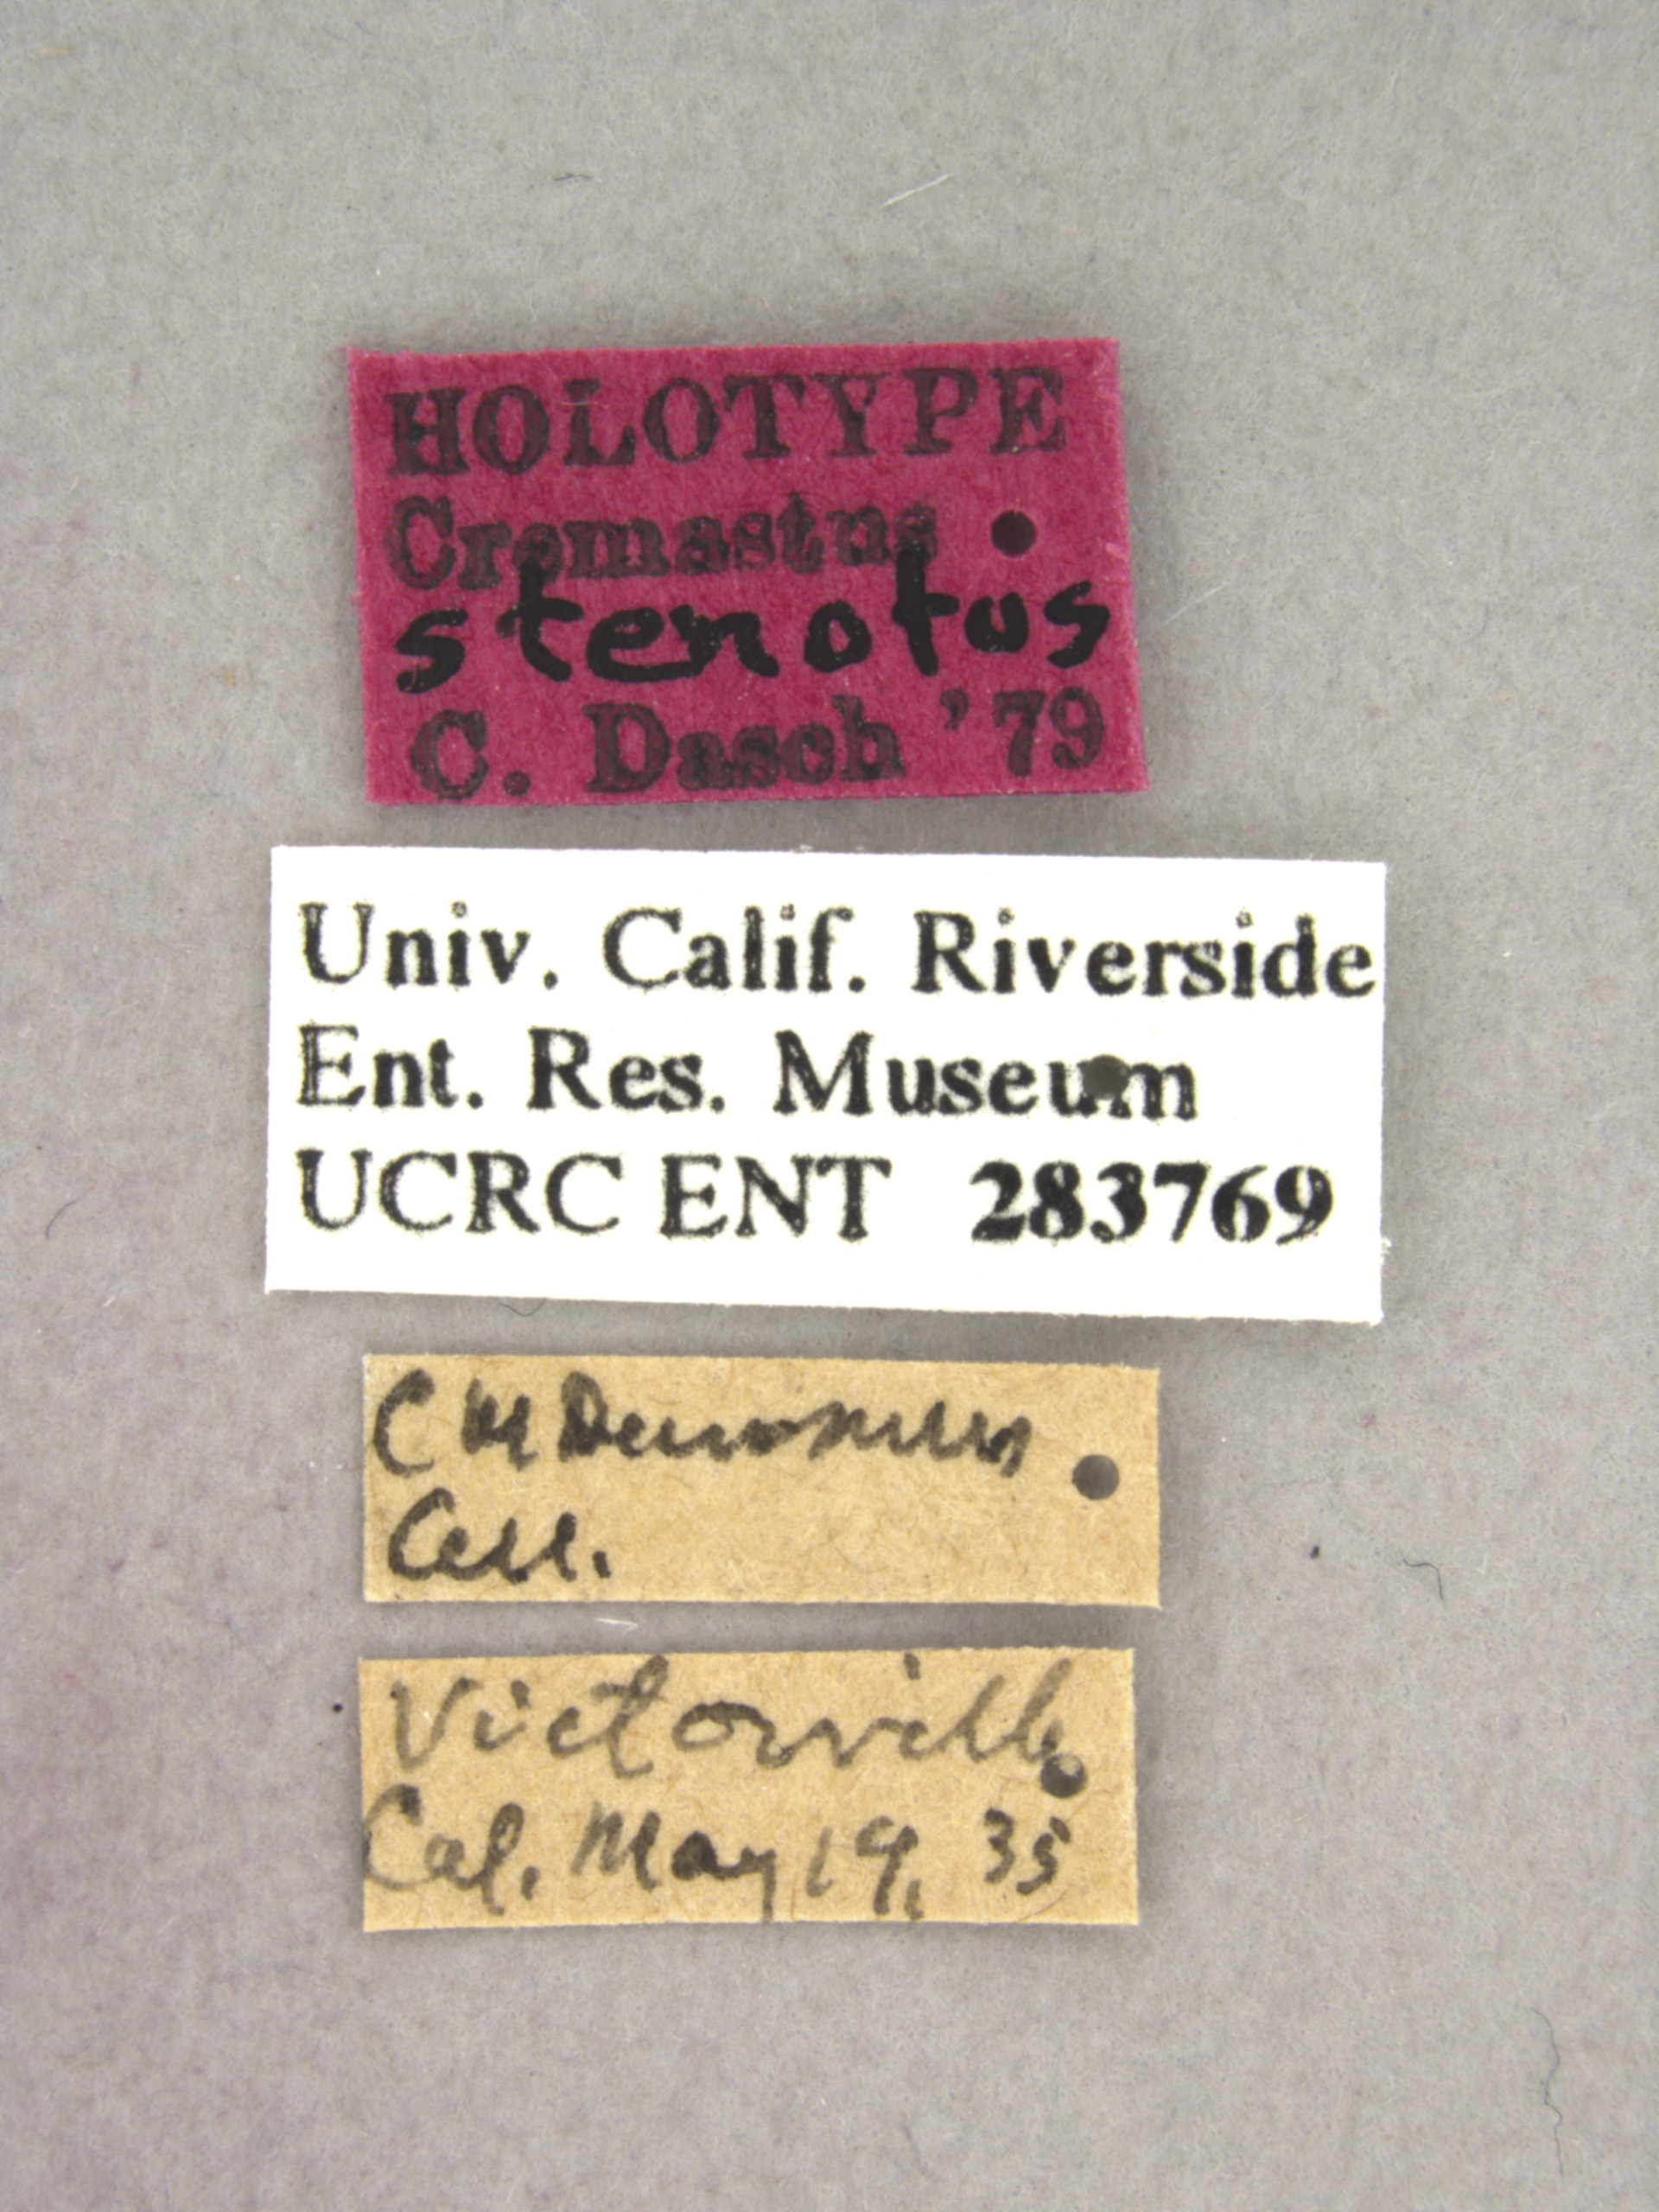 HOLOTYPE
Cremastus
stenotus
C. Dasch '79
Univ. Calif. Riverside
Ent. Res. Museum
UCRC ENT 283769
C M Dammers
Coll.
Victorville
Cal. May 19, 35